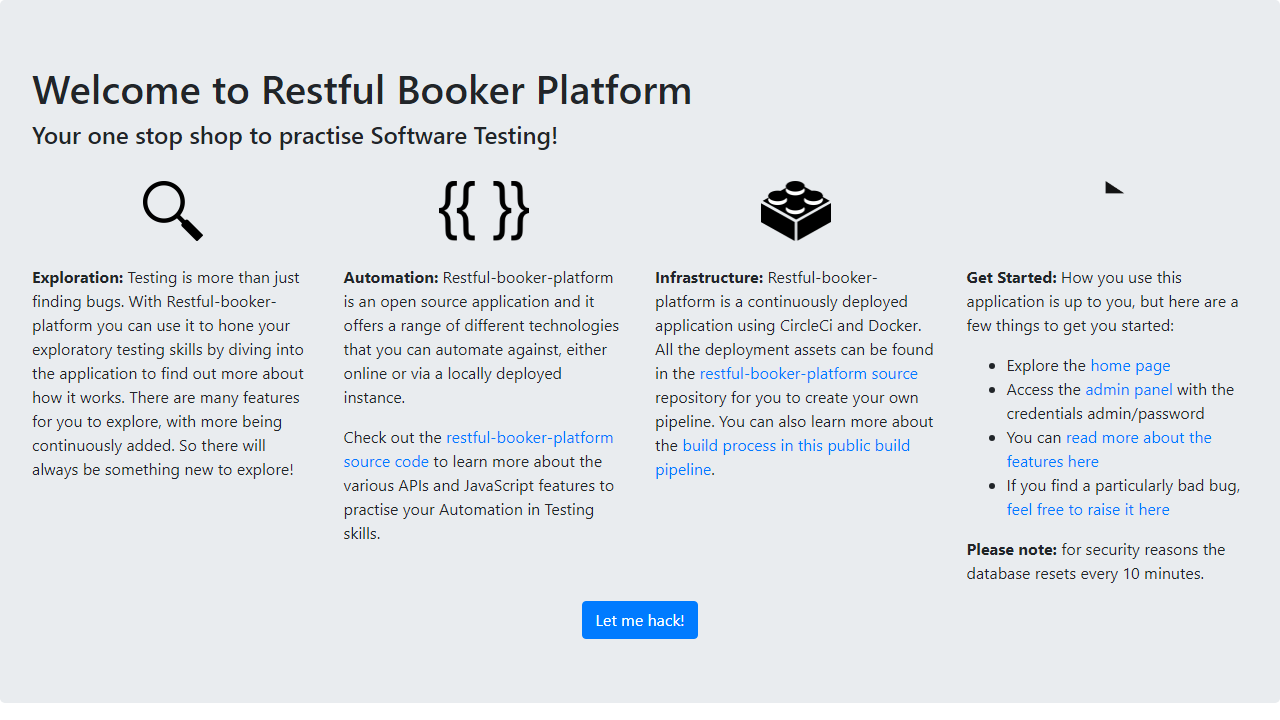 Welcome to Restful Booker Platform
Your one stop shop to practise Software Testing!
{{ }}
Exploration: Testing is more than just
finding bugs. With Restful-booker-
platform you can use it to hone your
exploratory testing skills by diving into
the application to find out more about
how it works. There are many features
for you to explore, with more being
continuously added. So there will
always be something new to explore!
Automation: Restful-booker-platform
is an open source application and it
offers a range of different technologies
that you can automate against, either
online or via a locally deployed
instance.
Check out the restful-booker-platform
source code to learn more about the
various APIs and JavaScript features to
practise your Automation in Testing
skills.
Infrastructure: Restful-booker-
platform is a continuously deployed
application using CircleCi and Docker.
All the deployment assets can be found
in the restful-booker-platform source
repository for you to create your own
pipeline. You can also learn more about
the build process in this public build
pipeline.
Get Started: How you use this
application is up to you, but here are a
few things to get you started:
• Explore the home page
• Access the admin panel with the
credentials admin/password
• You can read more about the
features here
• If you find a particularly bad bug,
feel free to raise it here
Please note: for security reasons the
database resets every 10 minutes.
Let me hack!